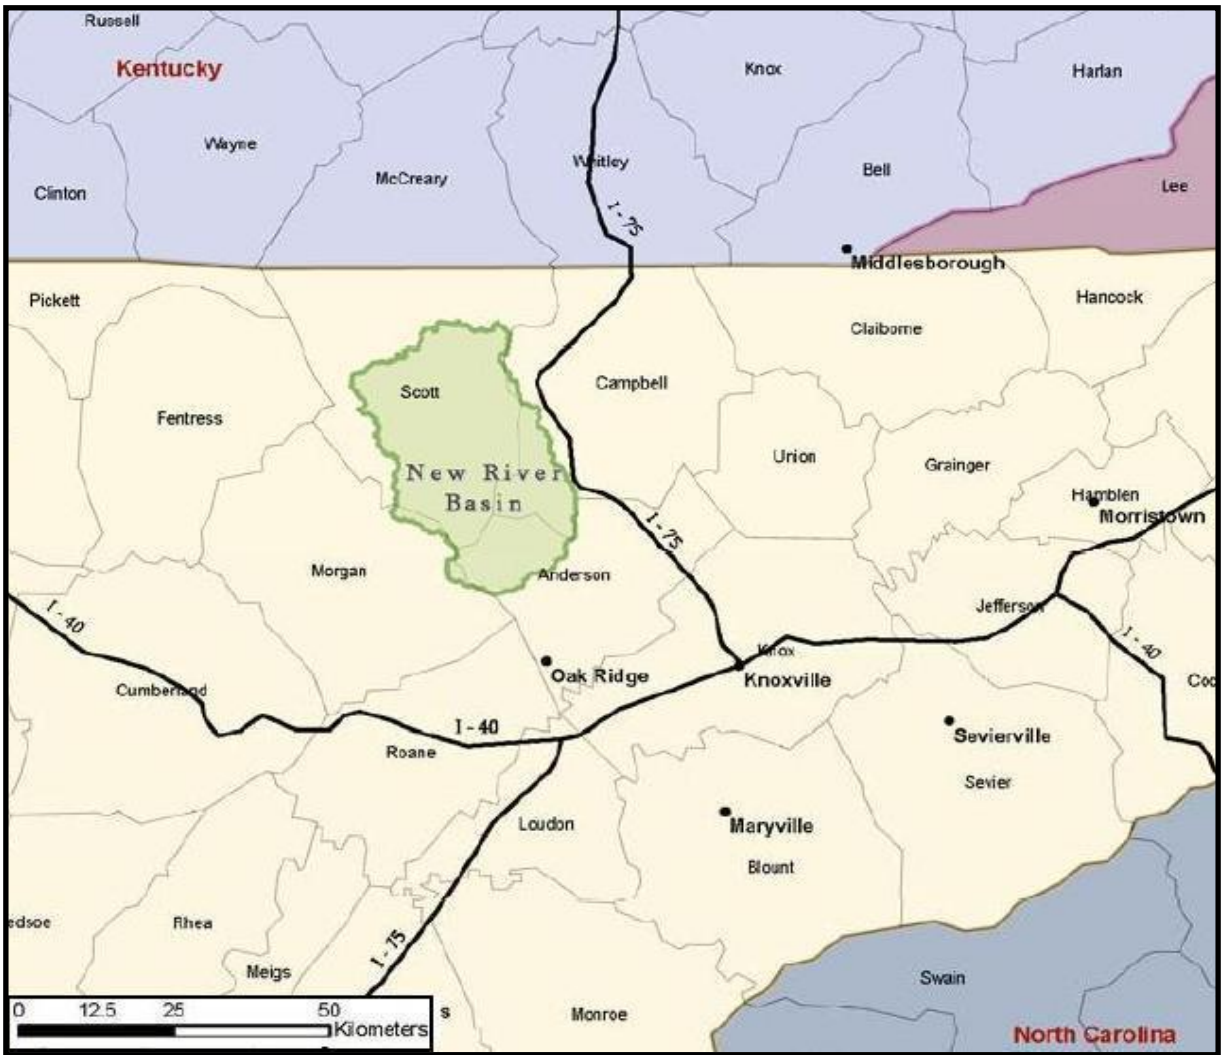 Russell
Kentucky
Knox
Harlan
Wayne
Whitley
McCreary
Bell
Clinton
Lee
I - 75
Middlesborough
Pickett
Hancock
Claiborne
Scott
Campbell
Fentress
Union
Grainger
New River
Basin
Hamblen
Morristown
I - 75
Morgan
Anderson
Jefferson
I - 40
I - 40
Knox
Oak Ridge
Knoxville
Coc
Cumberland
I - 40
Sevierville
Roane
Sevier
Loudon
Maryville
Blount
edsoe
Rhea
I - 75
Meigs
Swain
0 12.5 25 50
Kilometers
s
Monroe
North Carolina